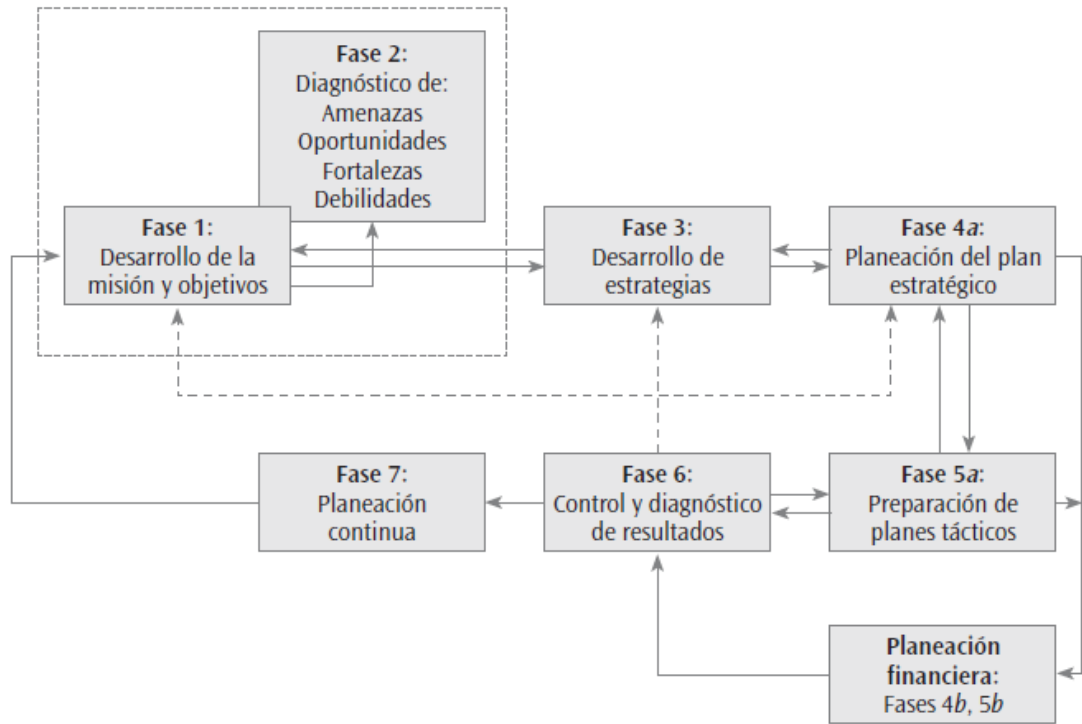 Fase 2:
Diagnóstico de:
Amenazas
Oportunidades
Fortalezas
Debilidades
Fase 1:
Desarrollo de la
misión y objetivos
Fase 3:
Desarrollo de
estrategias
Fase 4a:
Planeación del plan
estratégico
Fase 7:
Planeación
continua
Fase 6:
Control y diagnóstico
de resultados
Fase 5a:
Preparación de
planes tácticos
Planeación
financiera:
Fases 4b, 5b